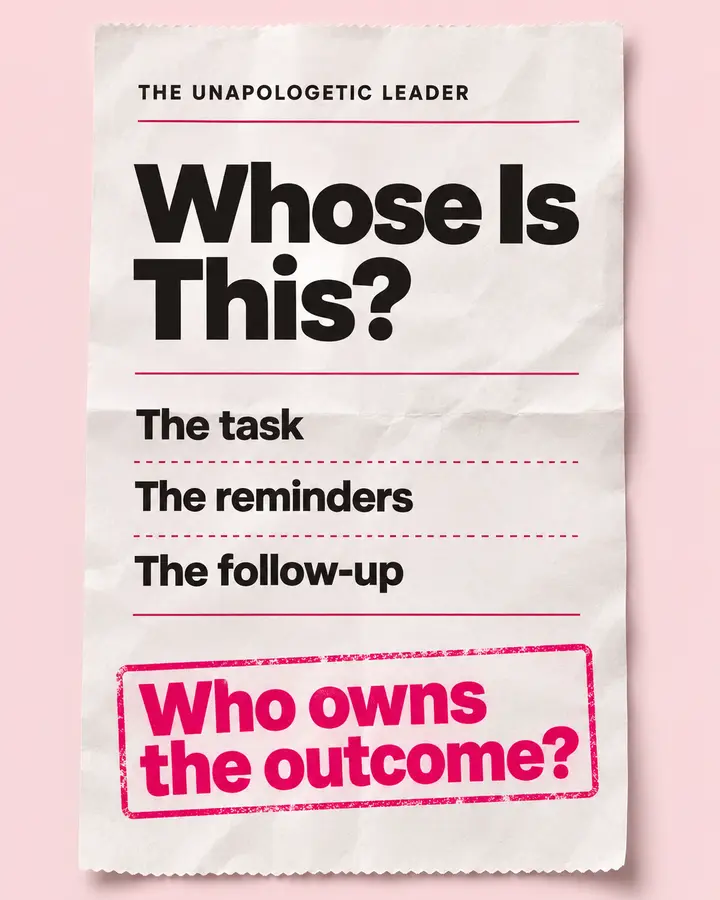 THE UNAPOLOGETIC LEADER
Whose Is
This?
The task
The reminders
The follow-up
Who owns
the outcome?